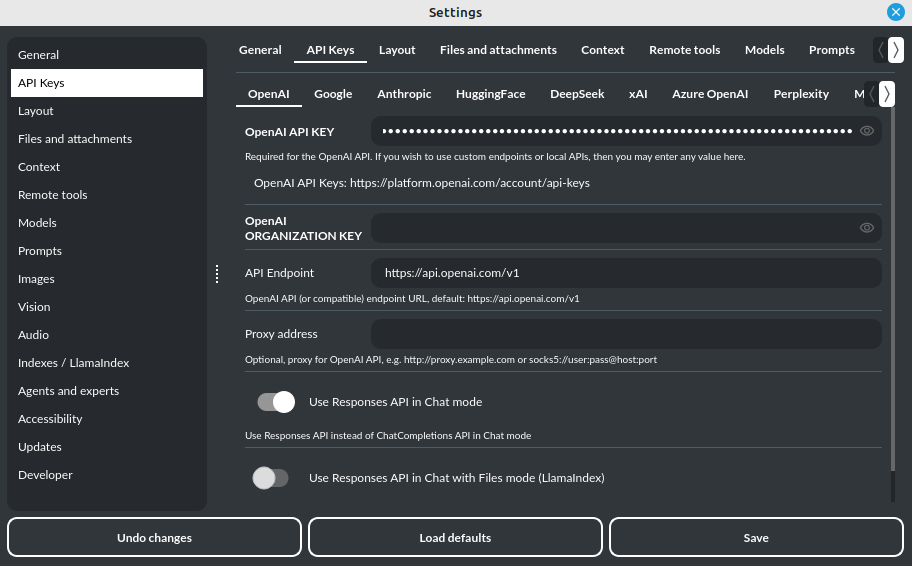 Settings
General
API Keys
Layout
Files and attachments
Context
Remote tools
Models
Prompts
Images
Vision
Audio
Indexes / LlamaIndex
Agents and experts
Accessibility
Updates
Developer
General API Keys Layout Files and attachments Context Remote tools Models Prompts
OpenAI Google Anthropic HuggingFace DeepSeek xAI Azure OpenAI Perplexity M
OpenAI API KEY
Required for the OpenAI API. If you wish to use custom endpoints or local APIs, then you may enter any value here.
OpenAI API Keys: https://platform.openai.com/account/api-keys
OpenAI
ORGANIZATION KEY
API Endpoint https://api.openai.com/v1
OpenAI API (or compatible) endpoint URL, default: https://api.openai.com/v1
Proxy address
Optional, proxy for OpenAI API, e.g. http://proxy.example.com or socks5://user:pass@host:port
Use Responses API in Chat mode
Use Responses API instead of ChatCompletions API in Chat mode
Use Responses API in Chat with Files mode (LlamaIndex)
Undo changes Load defaults Save